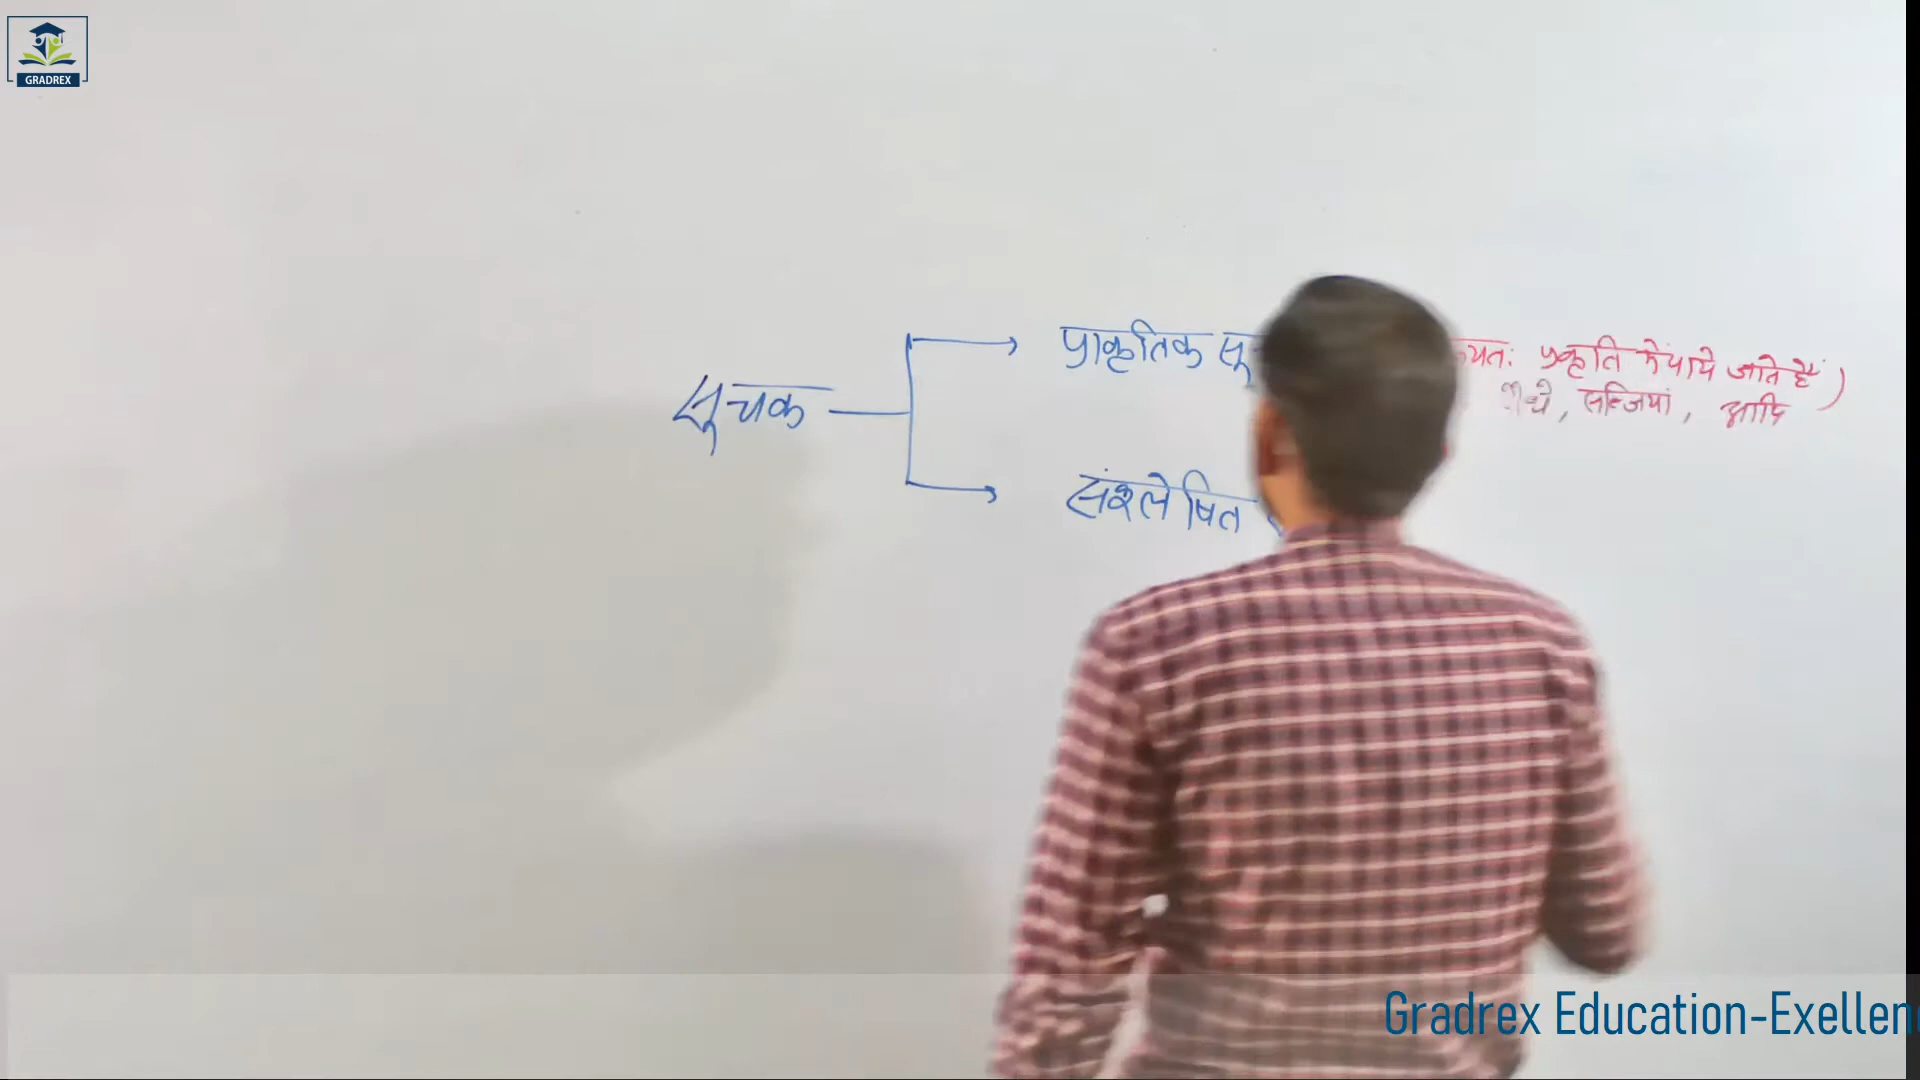 GRADREX
प्राकृतिक
प्रकृति में पाये जाते हैं )
, सब्जियां, आदि
सूचक
संश्लेषित
Gradrex Education-Exellen